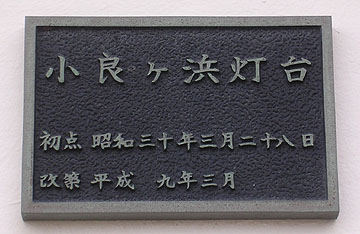 小良ヶ浜灯台
初点 昭和三十年三月二十八日
改築 平成 九年三月